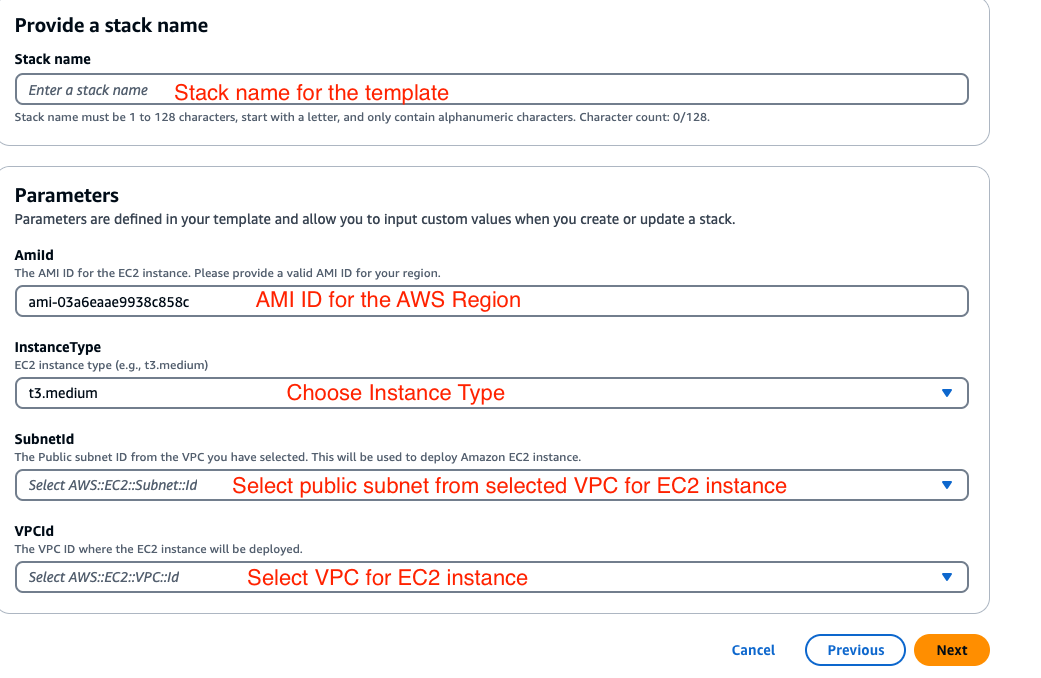 Provide a stack name
Stack name
Enter a stack name Stack name for the template
Stack name must be 1 to 128 characters, start with a letter, and only contain alphanumeric characters. Character count: 0/128.
Parameters
Parameters are defined in your template and allow you to input custom values when you create or update a stack.
AmiId
The AMI ID for the EC2 instance. Please provide a valid AMI ID for your region.
ami-03a6eaae9938c858c AMI ID for the AWS Region
InstanceType
EC2 instance type (e.g., t3.medium)
t3.medium Choose Instance Type
SubnetId
The Public subnet ID from the VPC you have selected. This will be used to deploy Amazon EC2 instance.
Select AWS::EC2::Subnet::Id Select public subnet from selected VPC for EC2 instance
VPCId
The VPC ID where the EC2 instance will be deployed.
Select AWS::EC2::VPC::Id Select VPC for EC2 instance
Cancel Previous Next